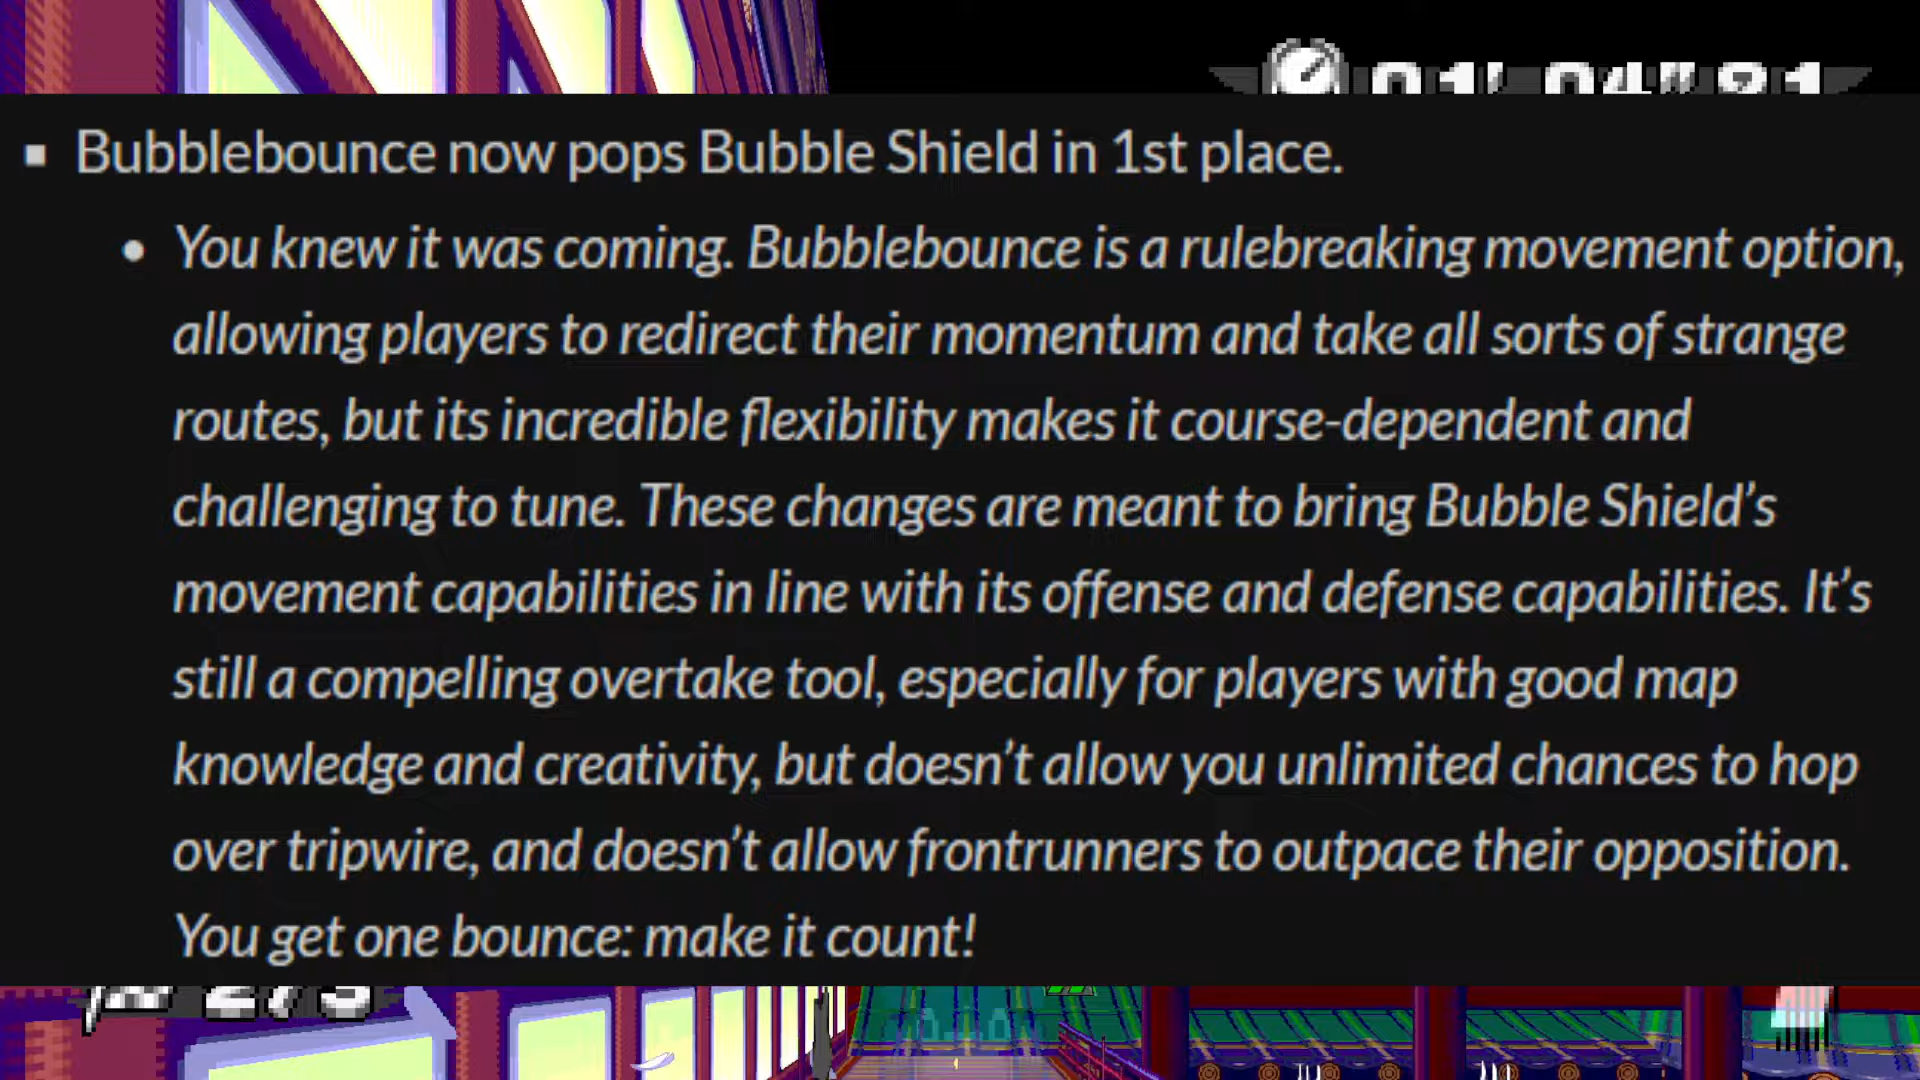 01' 04" 81
Bubblebounce now pops Bubble Shield in 1st place.
You knew it was coming. Bubblebounce is a rulebreaking movement option,
allowing players to redirect their momentum and take all sorts of strange
routes, but its incredible flexibility makes it course-dependent and
challenging to tune. These changes are meant to bring Bubble Shield’s
movement capabilities in line with its offense and defense capabilities. It’s
still a compelling overtake tool, especially for players with good map
knowledge and creativity, but doesn’t allow you unlimited chances to hop
over tripwire, and doesn’t allow frontrunners to outpace their opposition.
You get one bounce: make it count!
2/3